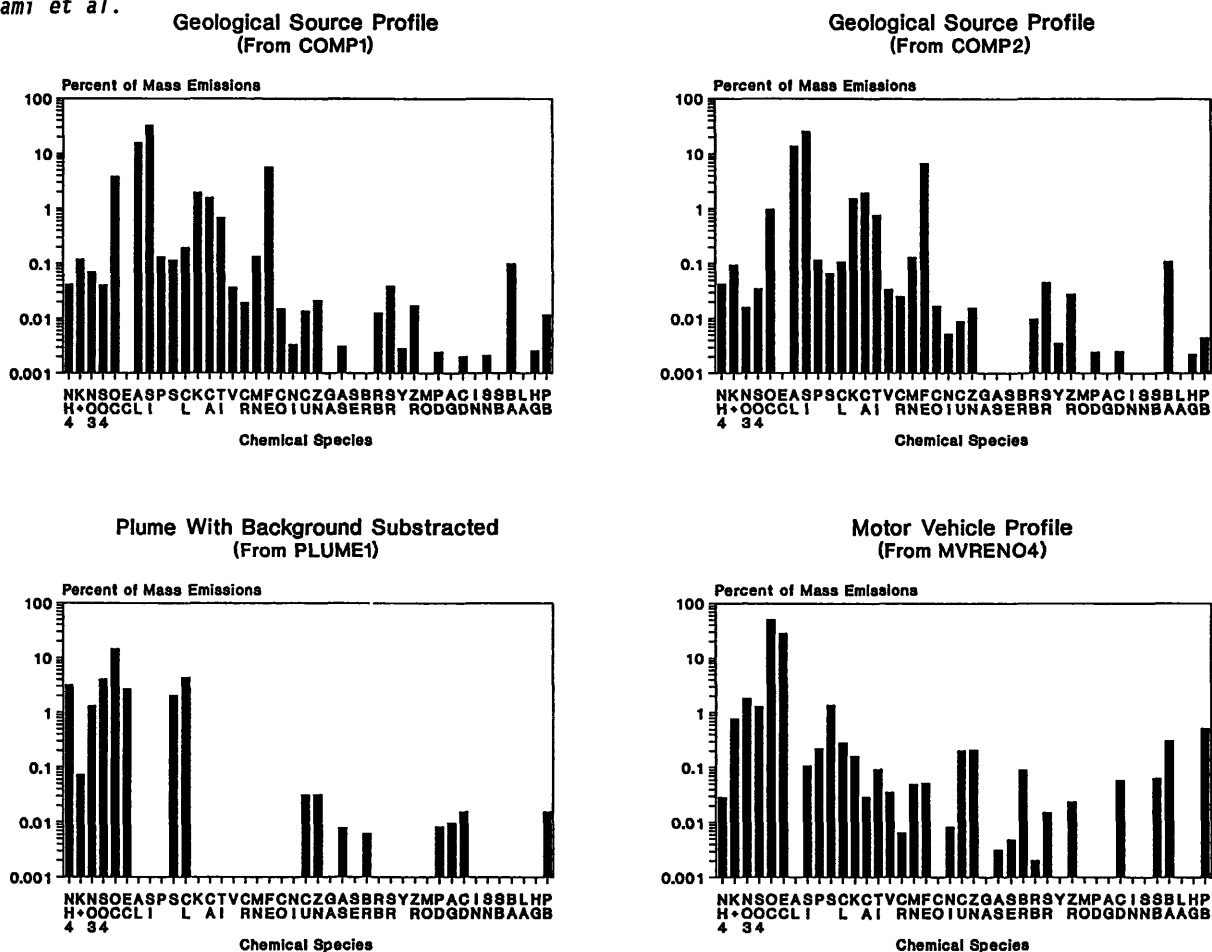 ami et al.
Geological Source Profile
(From COMP1)
Percent of Mass Emissions
100
10
1
0.1
0.01
0.001
NKNSOEASPSCKCTVCMFCNCZGASBRSYZMPACISSBLHP
H+OOCCLI L AI RNEOIUNASERBR RODGDNNBAAGB
4 34
Chemical Species
Geological Source Profile
(From COMP2)
Percent of Mass Emissions
100
10
1
0.1
0.01
0.001
NKNSOEASPSCKCTVCMFCNCZGASBRSYZMPACISSBLHP
H+OOCCLI L AI RNEOIUNASERBR RODGDNNBAAGB
4 34
Chemical Species
Plume With Background Substracted
(From PLUME1)
Percent of Mass Emissions
100
10
1
0.1
0.01
0.001
NKNSOEASPSCKCTVCMFCNCZGASBRSYZMPACISSBLHP
H+OOCCLI L AI RNEOIUNASERBR RODGDNNBAAGB
4 34
Chemical Species
Motor Vehicle Profile
(From MVRENO4)
Percent of Mass Emissions
100
10
1
0.1
0.01
0.001
NKNSOEASPSCKCTVCMFCNCZGASBRSYZMPACISSBLHP
H+OOCCLI L AI RNEOIUNASERBR RODGDNNBAAGB
4 34
Chemical Species